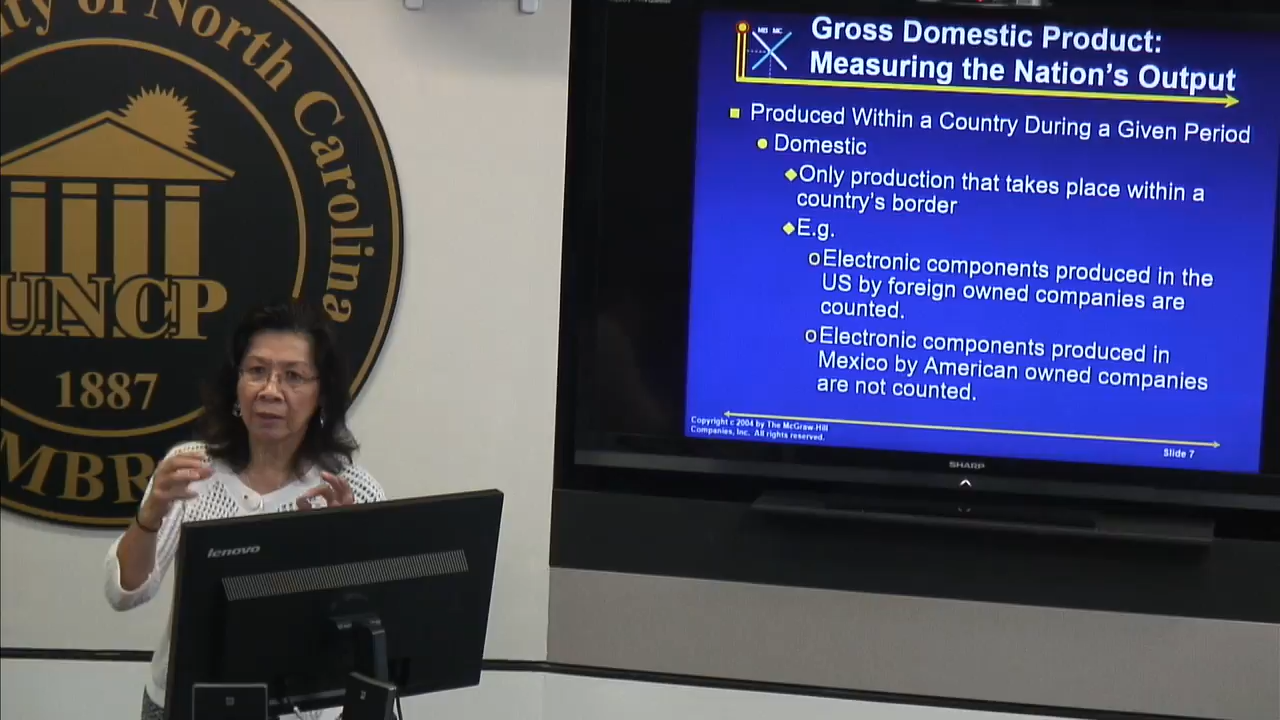 ity of North Carolina
UNCP
1887
MBR
lenovo
MB MC
Gross Domestic Product:
Measuring the Nation's Output
Produced Within a Country During a Given Period
Domestic
Only production that takes place within a
country's border
E.g.
Electronic components produced in the
US by foreign owned companies are
counted.
Electronic components produced in
Mexico by American owned companies
are not counted.
Copyright c 2004 by The McGraw-Hill
Companies, Inc. All rights reserved.
Slide 7
SHARP